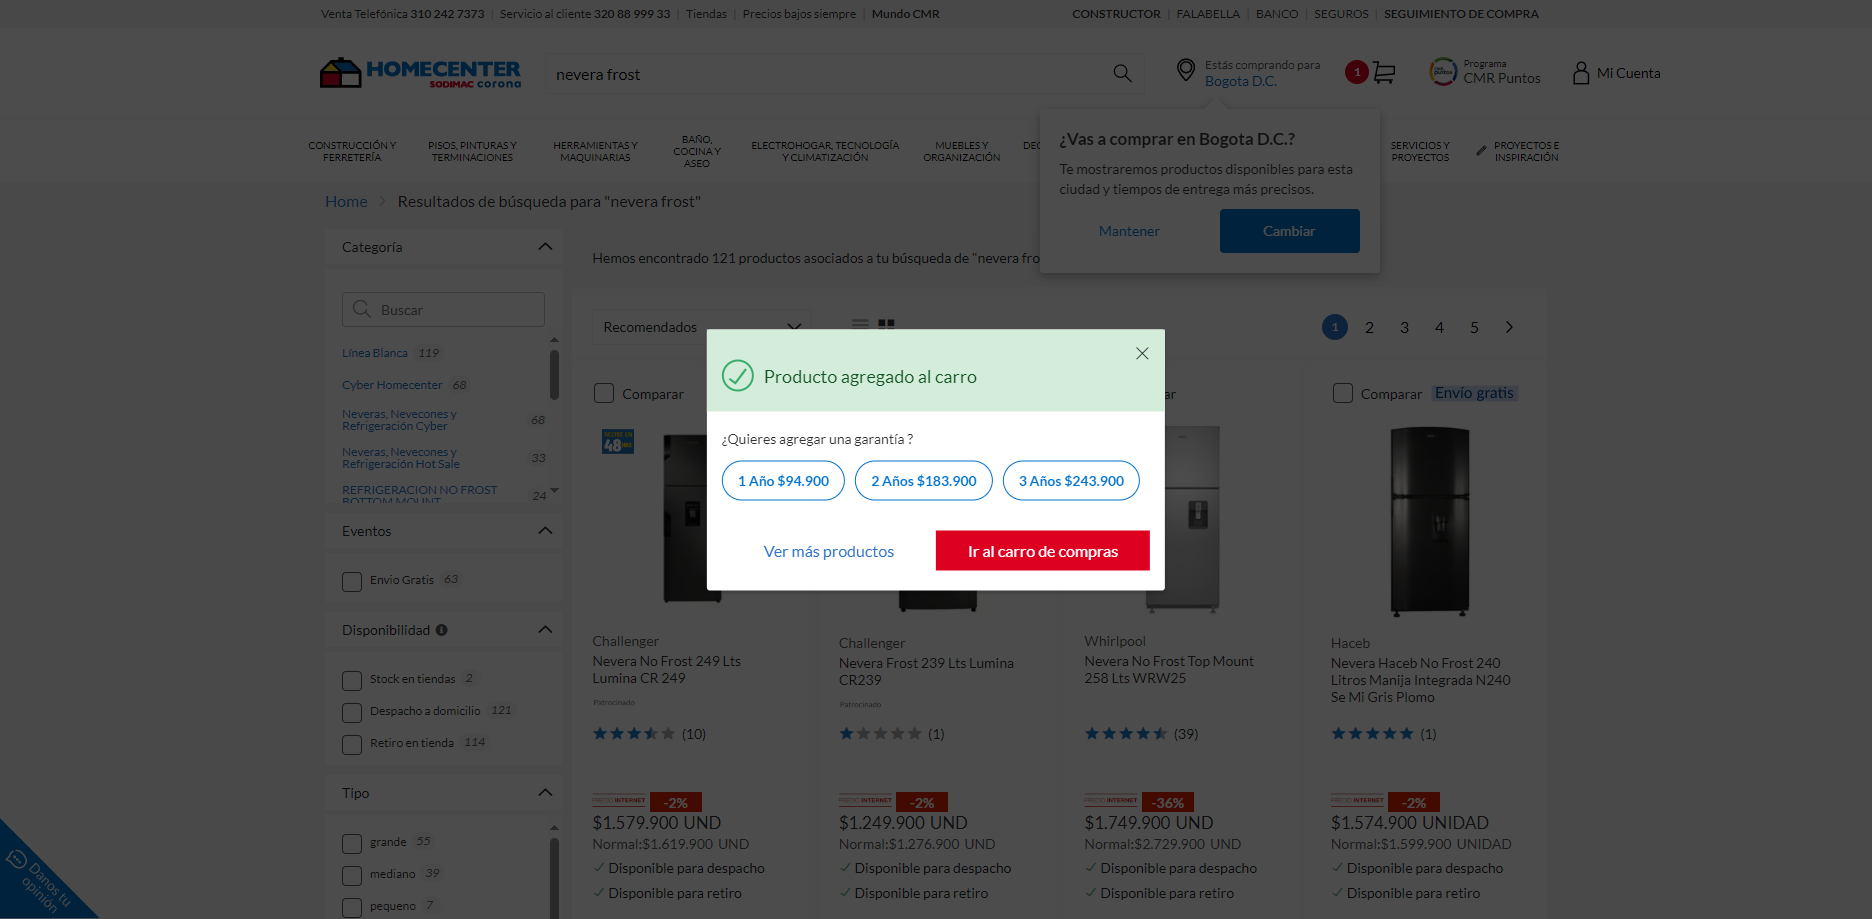 Venta Telefónica 310 242 7373 | Servicio al cliente 320 88 999 33 | Tiendas | Precios bajos siempre | Mundo CMR
CONSTRUCTOR | FALABELLA | BANCO | SEGUROS | SEGUIMIENTO DE COMPRA
HOMECENTER
SODIMAC corona
nevera frost
Estás comprando para
Bogota D.C.
1
Programa
CMR Puntos
Mi Cuenta
CONSTRUCCIÓN Y
FERRETERÍA
PISOS, PINTURAS Y
TERMINACIONES
HERRAMIENTAS Y
MAQUINARIAS
BAÑO,
COCINA Y
ASEO
ELECTROHOGAR, TECNOLOGÍA
Y CLIMATIZACIÓN
MUEBLES Y
ORGANIZACIÓN
SERVICIOS Y
PROYECTOS
PROYECTOS E
INSPIRACIÓN
¿Vas a comprar en Bogota D.C.?
Te mostraremos productos disponibles para esta
ciudad y tiempos de entrega más precisos.
Mantener
Cambiar
Home
Resultados de búsqueda para "nevera frost"
Hemos encontrado 121 productos asociados a tu búsqueda de "nevera fro
Categoría
Buscar
Línea Blanca 119
Cyber Homecenter 68
Neveras, Nevecones y
Refrigeración Cyber 68
Neveras, Nevecones y
Refrigeración Hot Sale 33
REFRIGERACION NO FROST
BOTTOM MOUNT 24
Eventos
Envio Gratis 63
Disponibilidad
Stock en tiendas 2
Despacho a domicilio 121
Retiro en tienda 114
Tipo
grande 55
mediano 39
pequeno 7
Danos tu
opinión
Recomendados
1 2 3 4 5
Comparar
48
ar
Comparar
Envío gratis
Producto agregado al carro
¿Quieres agregar una garantía ?
1 Año $94.900
2 Años $183.900
3 Años $243.900
Ver más productos
Ir al carro de compras
Challenger
Nevera No Frost 249 Lts
Lumina CR 249
Patrocinado
(10)
PRECIO INTERNET -2%
$1.579.900 UND
Normal:$1.619.900 UND
Disponible para despacho
Disponible para retiro
Challenger
Nevera Frost 239 Lts Lumina
CR239
Patrocinado
(1)
PRECIO INTERNET -2%
$1.249.900 UND
Normal:$1.276.900 UND
Disponible para despacho
Disponible para retiro
Whirlpool
Nevera No Frost Top Mount
258 Lts WRW25
(39)
PRECIO INTERNET -36%
$1.749.900 UND
Normal:$2.729.900 UND
Disponible para despacho
Disponible para retiro
Haceb
Nevera Haceb No Frost 240
Litros Manija Integrada N240
Se Mi Gris Plomo
(1)
PRECIO INTERNET -2%
$1.574.900 UNIDAD
Normal:$1.599.900 UNIDAD
Disponible para despacho
Disponible para retiro